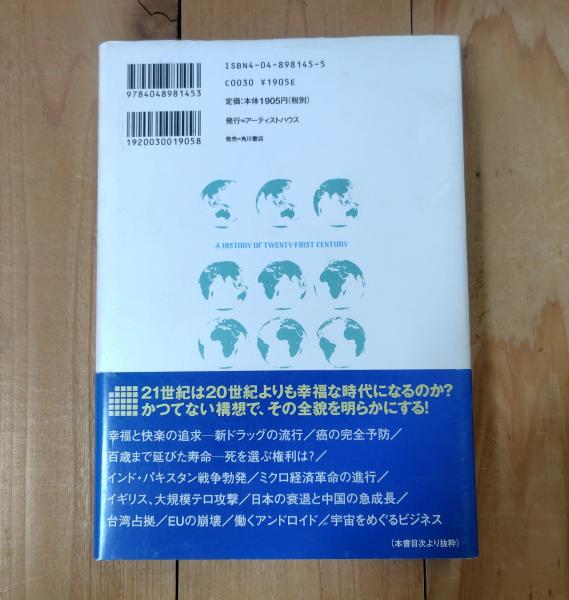 ISBN4-04-898145-5
C0030 ¥1905E
定価:本体1905円(税別)
発行=アーティストハウス
発売=角川書店
9784048981453
1920030019058
A HISTORY OF TWENTY-FIRST CENTURY
21世紀は20世紀よりも幸福な時代になるのか?
かつてない構想で、その全貌を明らかにする!
幸福と快楽の追求─新ドラッグの流行/癌の完全予防/
百歳まで延びた寿命─死を選ぶ権利は?/
インド・パキスタン戦争勃発/ミクロ経済革命の進行/
イギリス、大規模テロ攻撃/日本の衰退と中国の急成長/
台湾占拠/EUの崩壊/働くアンドロイド/宇宙をめぐるビジネス
(本書目次より抜粋)